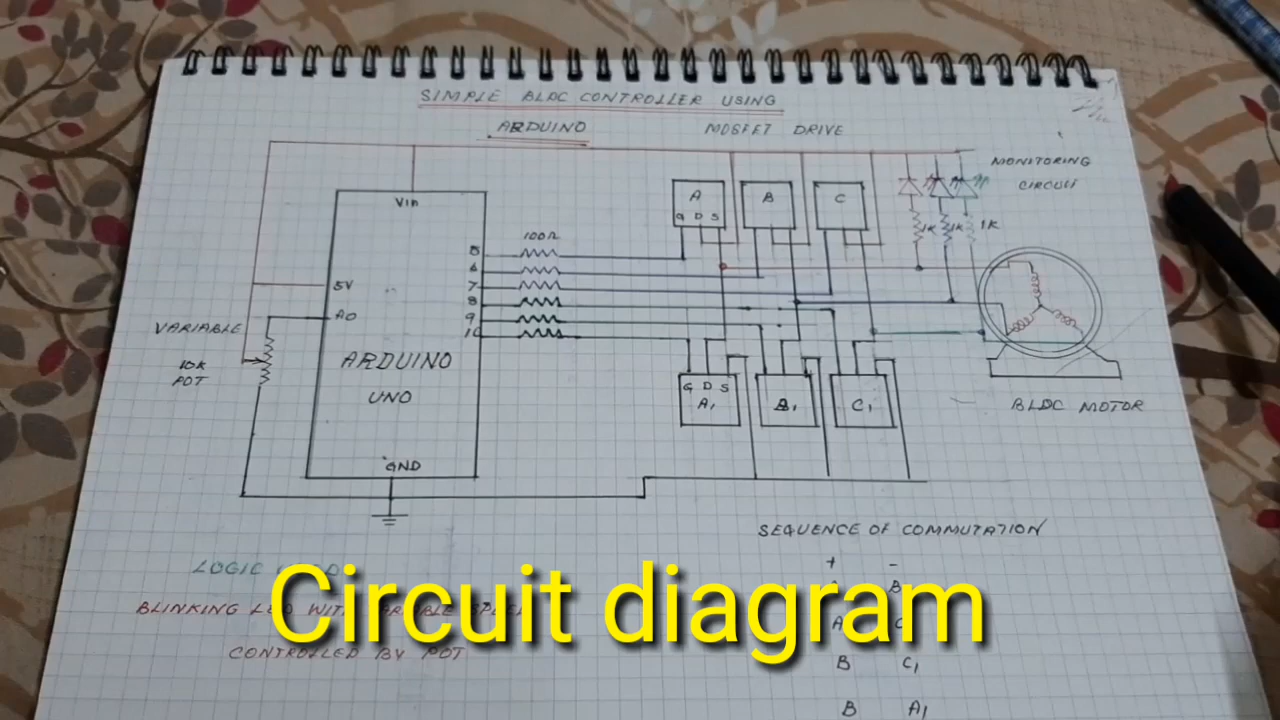 SIMPLE BLDC CONTROLLER USING
ARDUINO
MOSFET DRIVE
MONITORING
CIRCUIT
Vin
A
G D S
B
C
1K
1K
1K
100Ω
5
6
7
8
9
10
5V
A0
VARIABLE
10K
POT
ARDUINO
UNO
GND
G D S
A1
B1
C1
BLDC MOTOR
SEQUENCE OF COMMUTATION
+ -
B
A C
B C1
B A1
LOGIC
BLINKING LED WITH
CONTROLLED BY POT
Circuit diagram